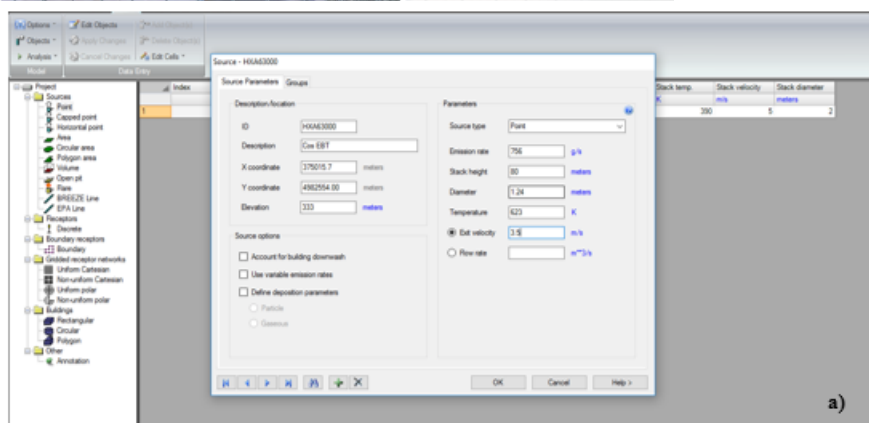 Options
Edit Objects
Objects
Apply Changes
Delete Object(s)
Analysis
Cancel Changes
Edit Cells
Model
Data Entry
Project
Sources
Point
Capped point
Horizontal point
Area
Circular area
Polygon area
Volume
Open pit
Flare
BREEZE Line
EPA Line
Receptors
Discrete
Boundary receptors
Boundary
Gridded receptor networks
Uniform Cartesian
Non-uniform Cartesian
Uniform polar
Non-uniform polar
Buildings
Rectangular
Circular
Polygon
Other
Annotation
Index
1
Source - HXA63000
Source Parameters Groups
Description/location
ID HXA63000
Description Cos EBT
X coordinate 375015.7 meters
Y coordinate 4982554.00 meters
Elevation 333 meters
Source options
Account for building downwash
Use variable emission rates
Define deposition parameters
Particle
Gaseous
Parameters
Source type Point
Emission rate 756 g/s
Stack height 80 meters
Diameter 1.24 meters
Temperature 623 K
Exit velocity 3.5 m/s
Flow rate m**3/s
OK Cancel Help >
Stack temp. Stack velocity Stack diameter
K m/s meters
390 5 2
a)